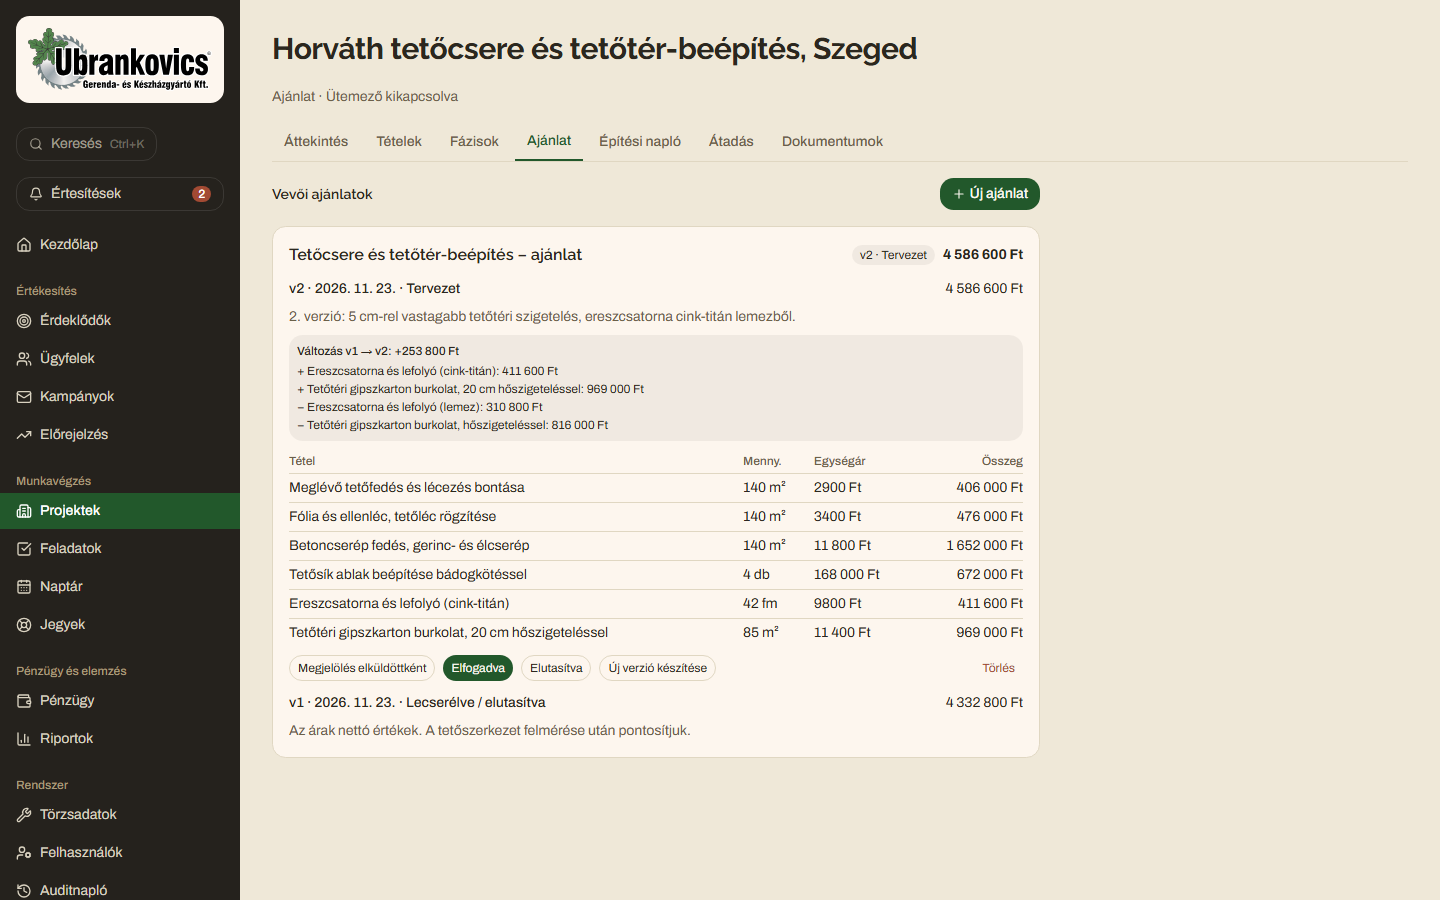 Ubrankovics
Gerenda- és Készházgyártó Kft.
Keresés Ctrl+K
Értesítések 2
Kezdőlap
Értékesítés
Érdeklődők
Ügyfelek
Kampányok
Előrejelzés
Munkavégzés
Projektek
Feladatok
Naptár
Jegyek
Pénzügy és elemzés
Pénzügy
Riportok
Rendszer
Törzsadatok
Felhasználók
Auditnapló
Horváth tetőcsere és tetőtér-beépítés, Szeged
Ajánlat · Ütemező kikapcsolva
Áttekintés Tételek Fázisok Ajánlat Építési napló Átadás Dokumentumok
Vevői ajánlatok
+ Új ajánlat
Tetőcsere és tetőtér-beépítés – ajánlat v2 · Tervezet 4 586 600 Ft
v2 · 2026. 11. 23. · Tervezet 4 586 600 Ft
2. verzió: 5 cm-rel vastagabb tetőtéri szigetelés, ereszcsatorna cink-titán lemezből.
Változás v1 → v2: +253 800 Ft
+ Ereszcsatorna és lefolyó (cink-titán): 411 600 Ft
+ Tetőtéri gipszkarton burkolat, 20 cm hőszigeteléssel: 969 000 Ft
– Ereszcsatorna és lefolyó (lemez): 310 800 Ft
– Tetőtéri gipszkarton burkolat, hőszigeteléssel: 816 000 Ft
Tétel Menny. Egységár Összeg
Meglévő tetőfedés és lécezés bontása 140 m² 2900 Ft 406 000 Ft
Fólia és ellenléc, tetőléc rögzítése 140 m² 3400 Ft 476 000 Ft
Betoncserép fedés, gerinc- és élcserép 140 m² 11 800 Ft 1 652 000 Ft
Tetősík ablak beépítése bádogkötéssel 4 db 168 000 Ft 672 000 Ft
Ereszcsatorna és lefolyó (cink-titán) 42 fm 9800 Ft 411 600 Ft
Tetőtéri gipszkarton burkolat, 20 cm hőszigeteléssel 85 m² 11 400 Ft 969 000 Ft
Megjelölés elküldöttként Elfogadva Elutasítva Új verzió készítése Törlés
v1 · 2026. 11. 23. · Lecserélve / elutasítva 4 332 800 Ft
Az árak nettó értékek. A tetőszerkezet felmérése után pontosítjuk.